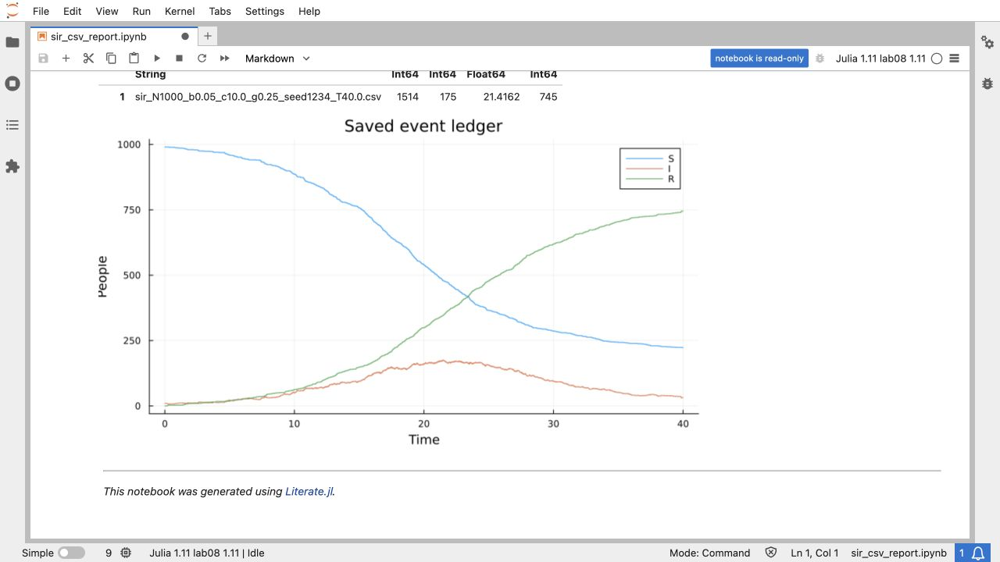 File Edit View Run Kernel Tabs Settings Help
sir_csv_report.ipynb
Markdown
notebook is read-only
Julia 1.11 lab08 1.11
String Int64 Int64 Float64 Int64
1 sir_N1000_b0.05_c10.0_g0.25_seed1234_T40.0.csv 1514 175 21.4162 745
Saved event ledger
1000
750
500
250
0
People
S
I
R
0 10 20 30 40
Time
This notebook was generated using Literate.jl.
Simple 9 Julia 1.11 lab08 1.11 | Idle Mode: Command Ln 1, Col 1 sir_csv_report.ipynb 1